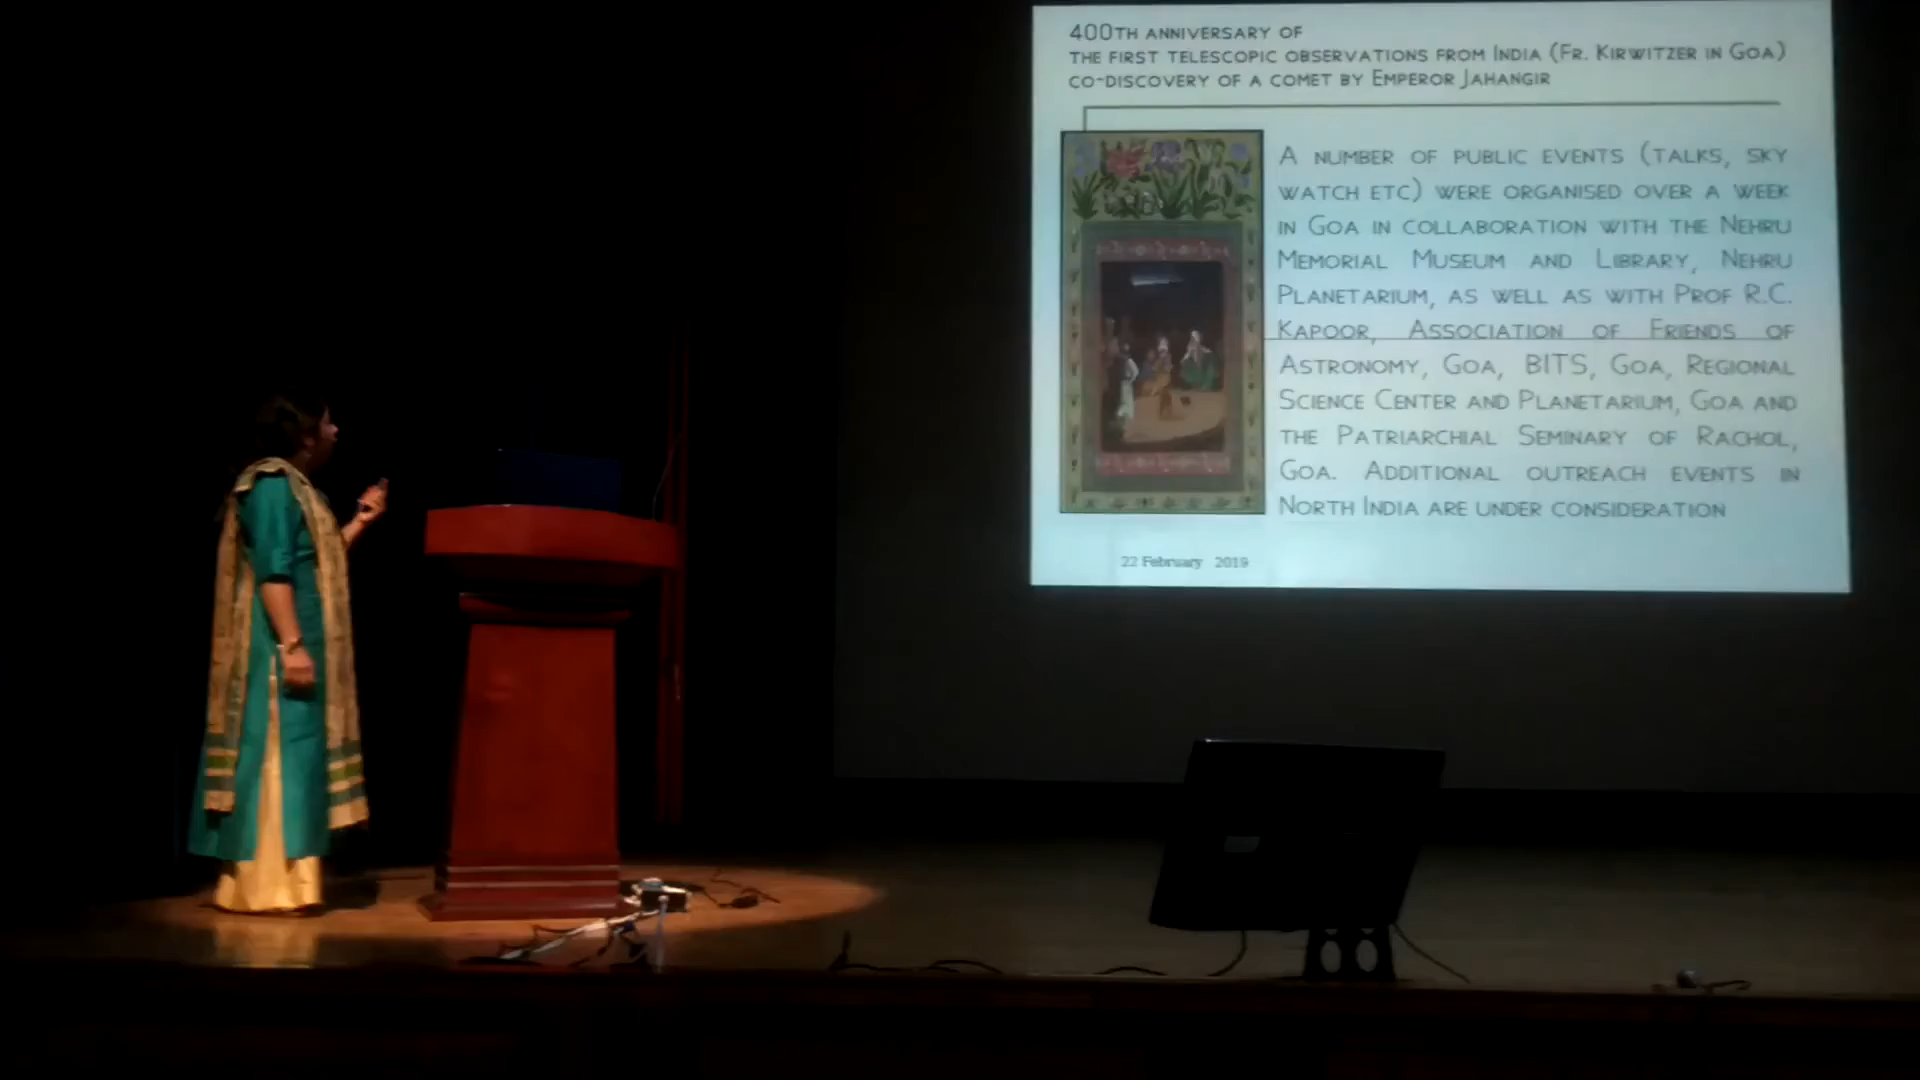 400TH ANNIVERSARY OF
THE FIRST TELESCOPIC OBSERVATIONS FROM INDIA (FR. KIRWITZER IN GOA)
CO-DISCOVERY OF A COMET BY EMPEROR JAHANGIR
A NUMBER OF PUBLIC EVENTS (TALKS, SKY
WATCH ETC) WERE ORGANISED OVER A WEEK
IN GOA IN COLLABORATION WITH THE NEHRU
MEMORIAL MUSEUM AND LIBRARY, NEHRU
PLANETARIUM, AS WELL AS WITH PROF R.C.
KAPOOR, ASSOCIATION OF FRIENDS OF
ASTRONOMY, GOA, BITS, GOA, REGIONAL
SCIENCE CENTER AND PLANETARIUM, GOA AND
THE PATRIARCHIAL SEMINARY OF RACHOL,
GOA. ADDITIONAL OUTREACH EVENTS IN
NORTH INDIA ARE UNDER CONSIDERATION
22 February 2019